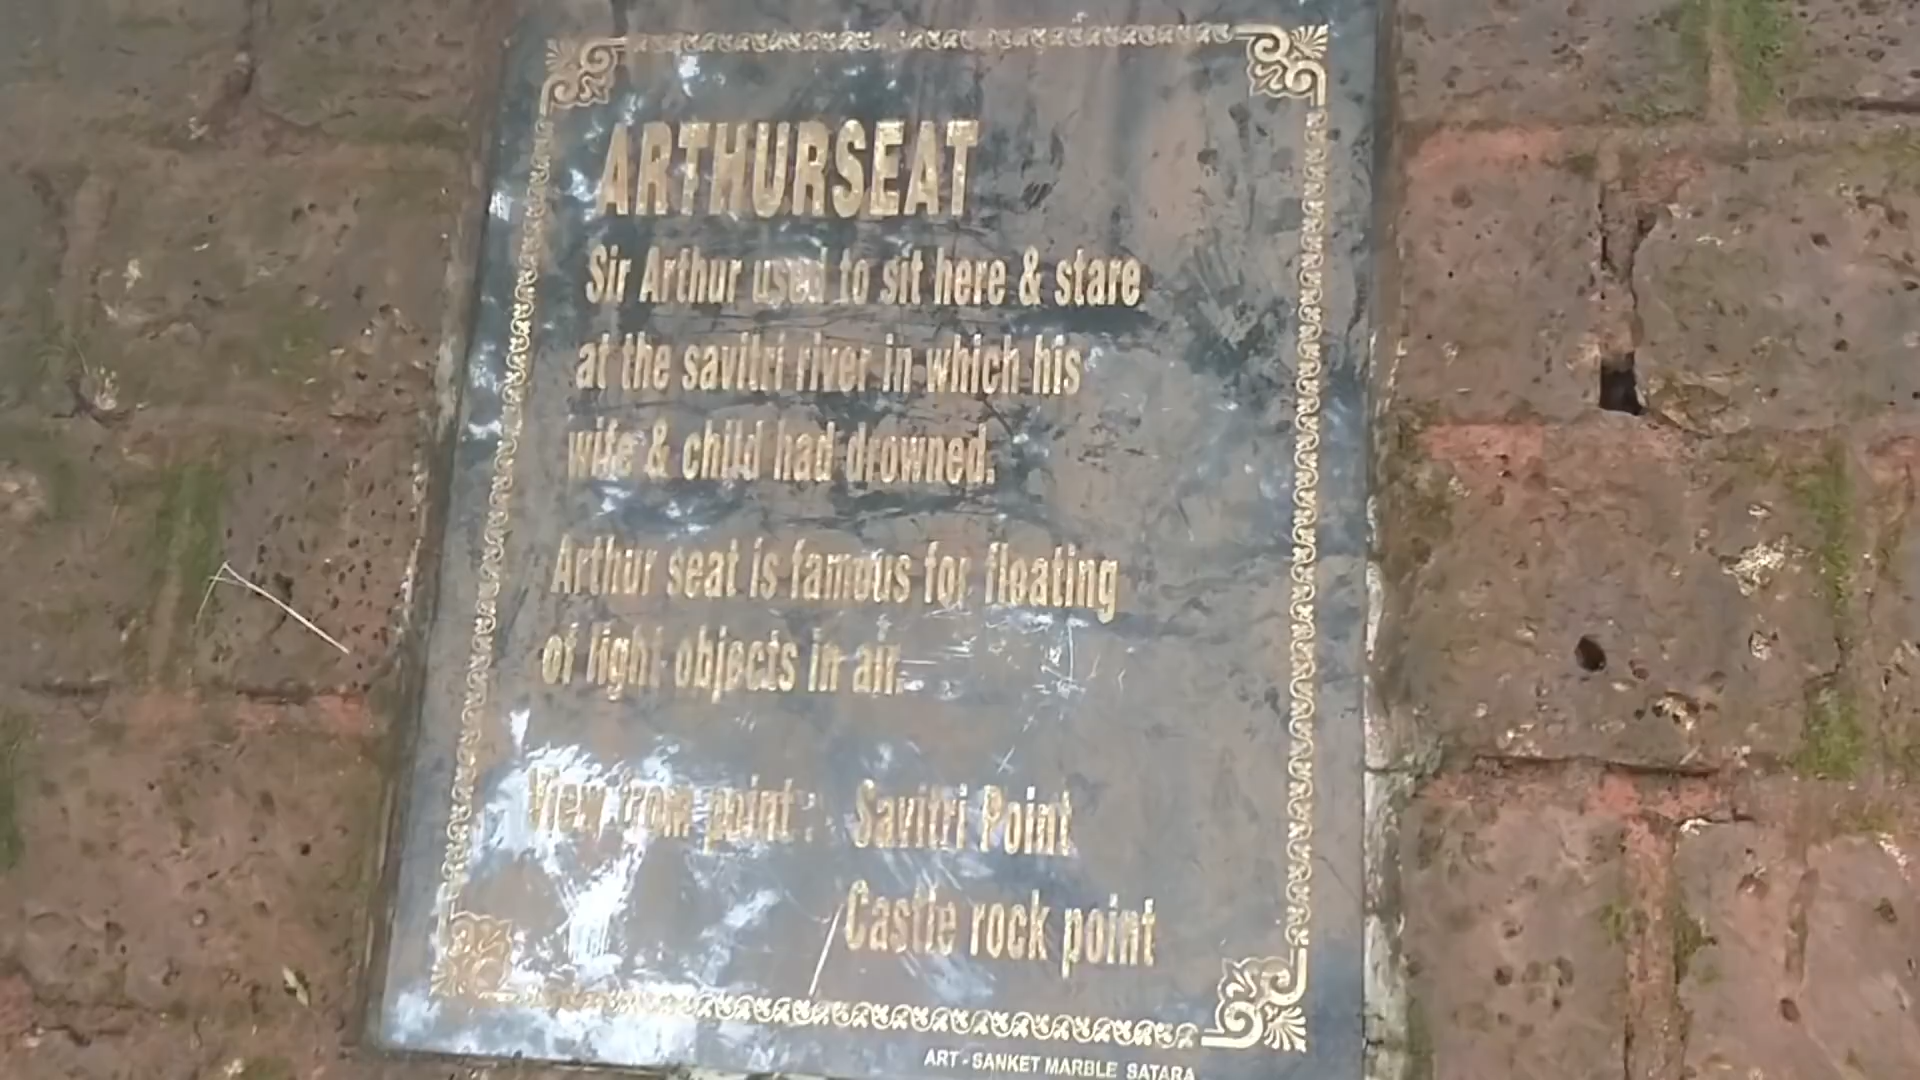 ARTHURSEAT
Sir Arthur used to sit here & stare
at the savitri river in which his
wife & child had drowned.
Arthur seat is famous for floating
of light objects in air.
View from point : Savitri Point
Castle rock point
ART - SANKET MARBLE SATARA